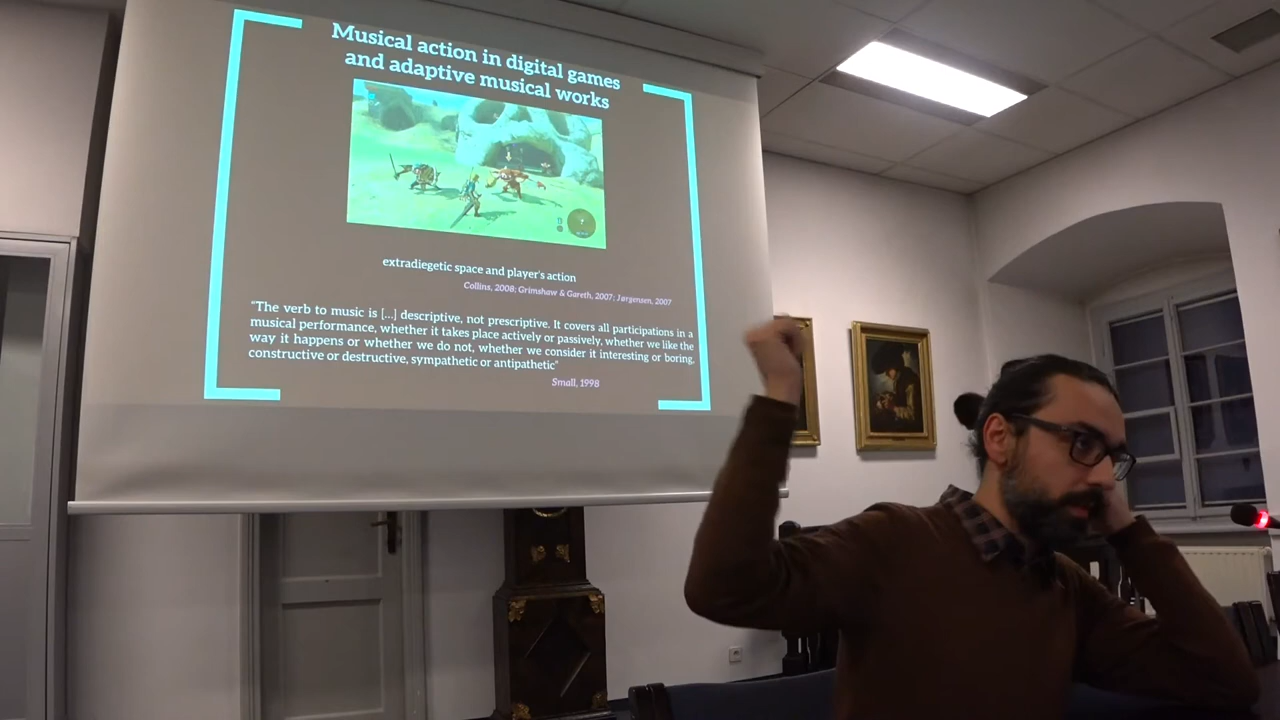 Musical action in digital games
and adaptive musical works
extradiegetic space and player's action
Collins, 2008; Grimshaw & Gareth, 2007; Jørgensen, 2007
"The verb to music is [...] descriptive, not prescriptive. It covers all participations in a
musical performance, whether it takes place actively or passively, whether we like the
way it happens or whether we do not, whether we consider it interesting or boring,
constructive or destructive, sympathetic or antipathetic"
Small, 1998